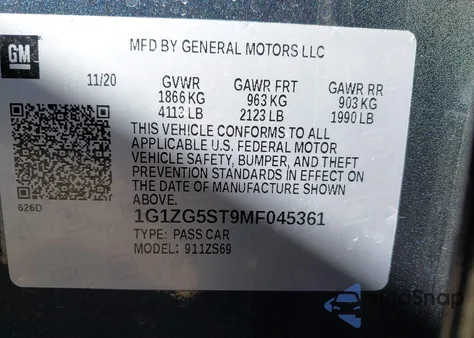 GM
MFD BY GENERAL MOTORS LLC
11/20 GVWR GAWR FRT GAWR RR
1866 KG 963 KG 903 KG
4113 LB 2123 LB 1990 LB
THIS VEHICLE CONFORMS TO ALL
APPLICABLE U.S. FEDERAL MOTOR
VEHICLE SAFETY, BUMPER, AND THEFT
PREVENTION STANDARDS IN EFFECT ON
THE DATE OF MANUFACTURE SHOWN
ABOVE.
626D
1G1ZG5ST9MF045361
TYPE: PASS CAR
MODEL: 911ZS69